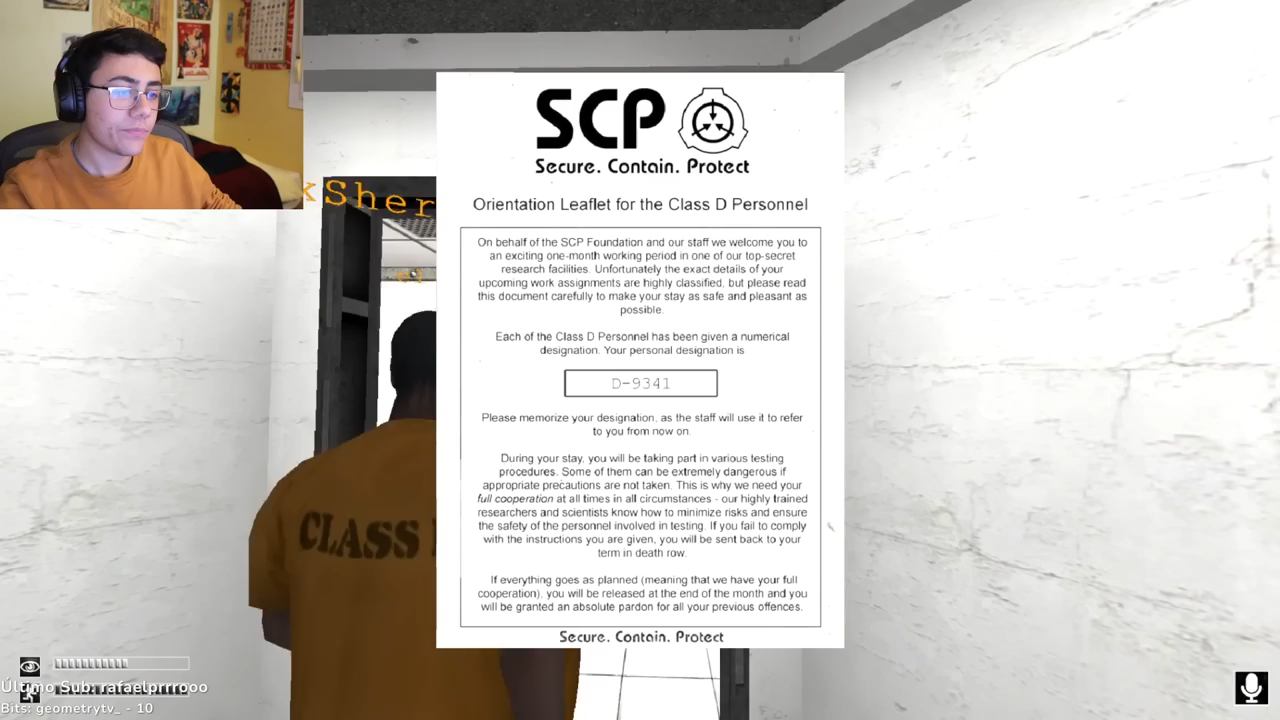 SCP
Secure. Contain. Protect
kSher
Orientation Leaflet for the Class D Personnel
On behalf of the SCP Foundation and our staff we welcome you to
an exciting one-month working period in one of our top-secret
research facilities. Unfortunately the exact details of your
upcoming work assignments are highly classified, but please read
this document carefully to make your stay as safe and pleasant as
possible.
Each of the Class D Personnel has been given a numerical
designation. Your personal designation is
D-9341
Please memorize your designation, as the staff will use it to refer
to you from now on.
During your stay, you will be taking part in various testing
procedures. Some of them can be extremely dangerous if
appropriate precautions are not taken. This is why we need your
full cooperation at all times in all circumstances - our highly trained
researchers and scientists know how to minimize risks and ensure
the safety of the personnel involved in testing. If you fail to comply
with the instructions you are given, you will be sent back to your
term in death row.
If everything goes as planned (meaning that we have your full
cooperation), you will be released at the end of the month and you
will be granted an absolute pardon for all your previous offences.
Secure. Contain. Protect
CLASS
Último Sub: rafaelprrrooo
Bits: geometrytv_ - 10